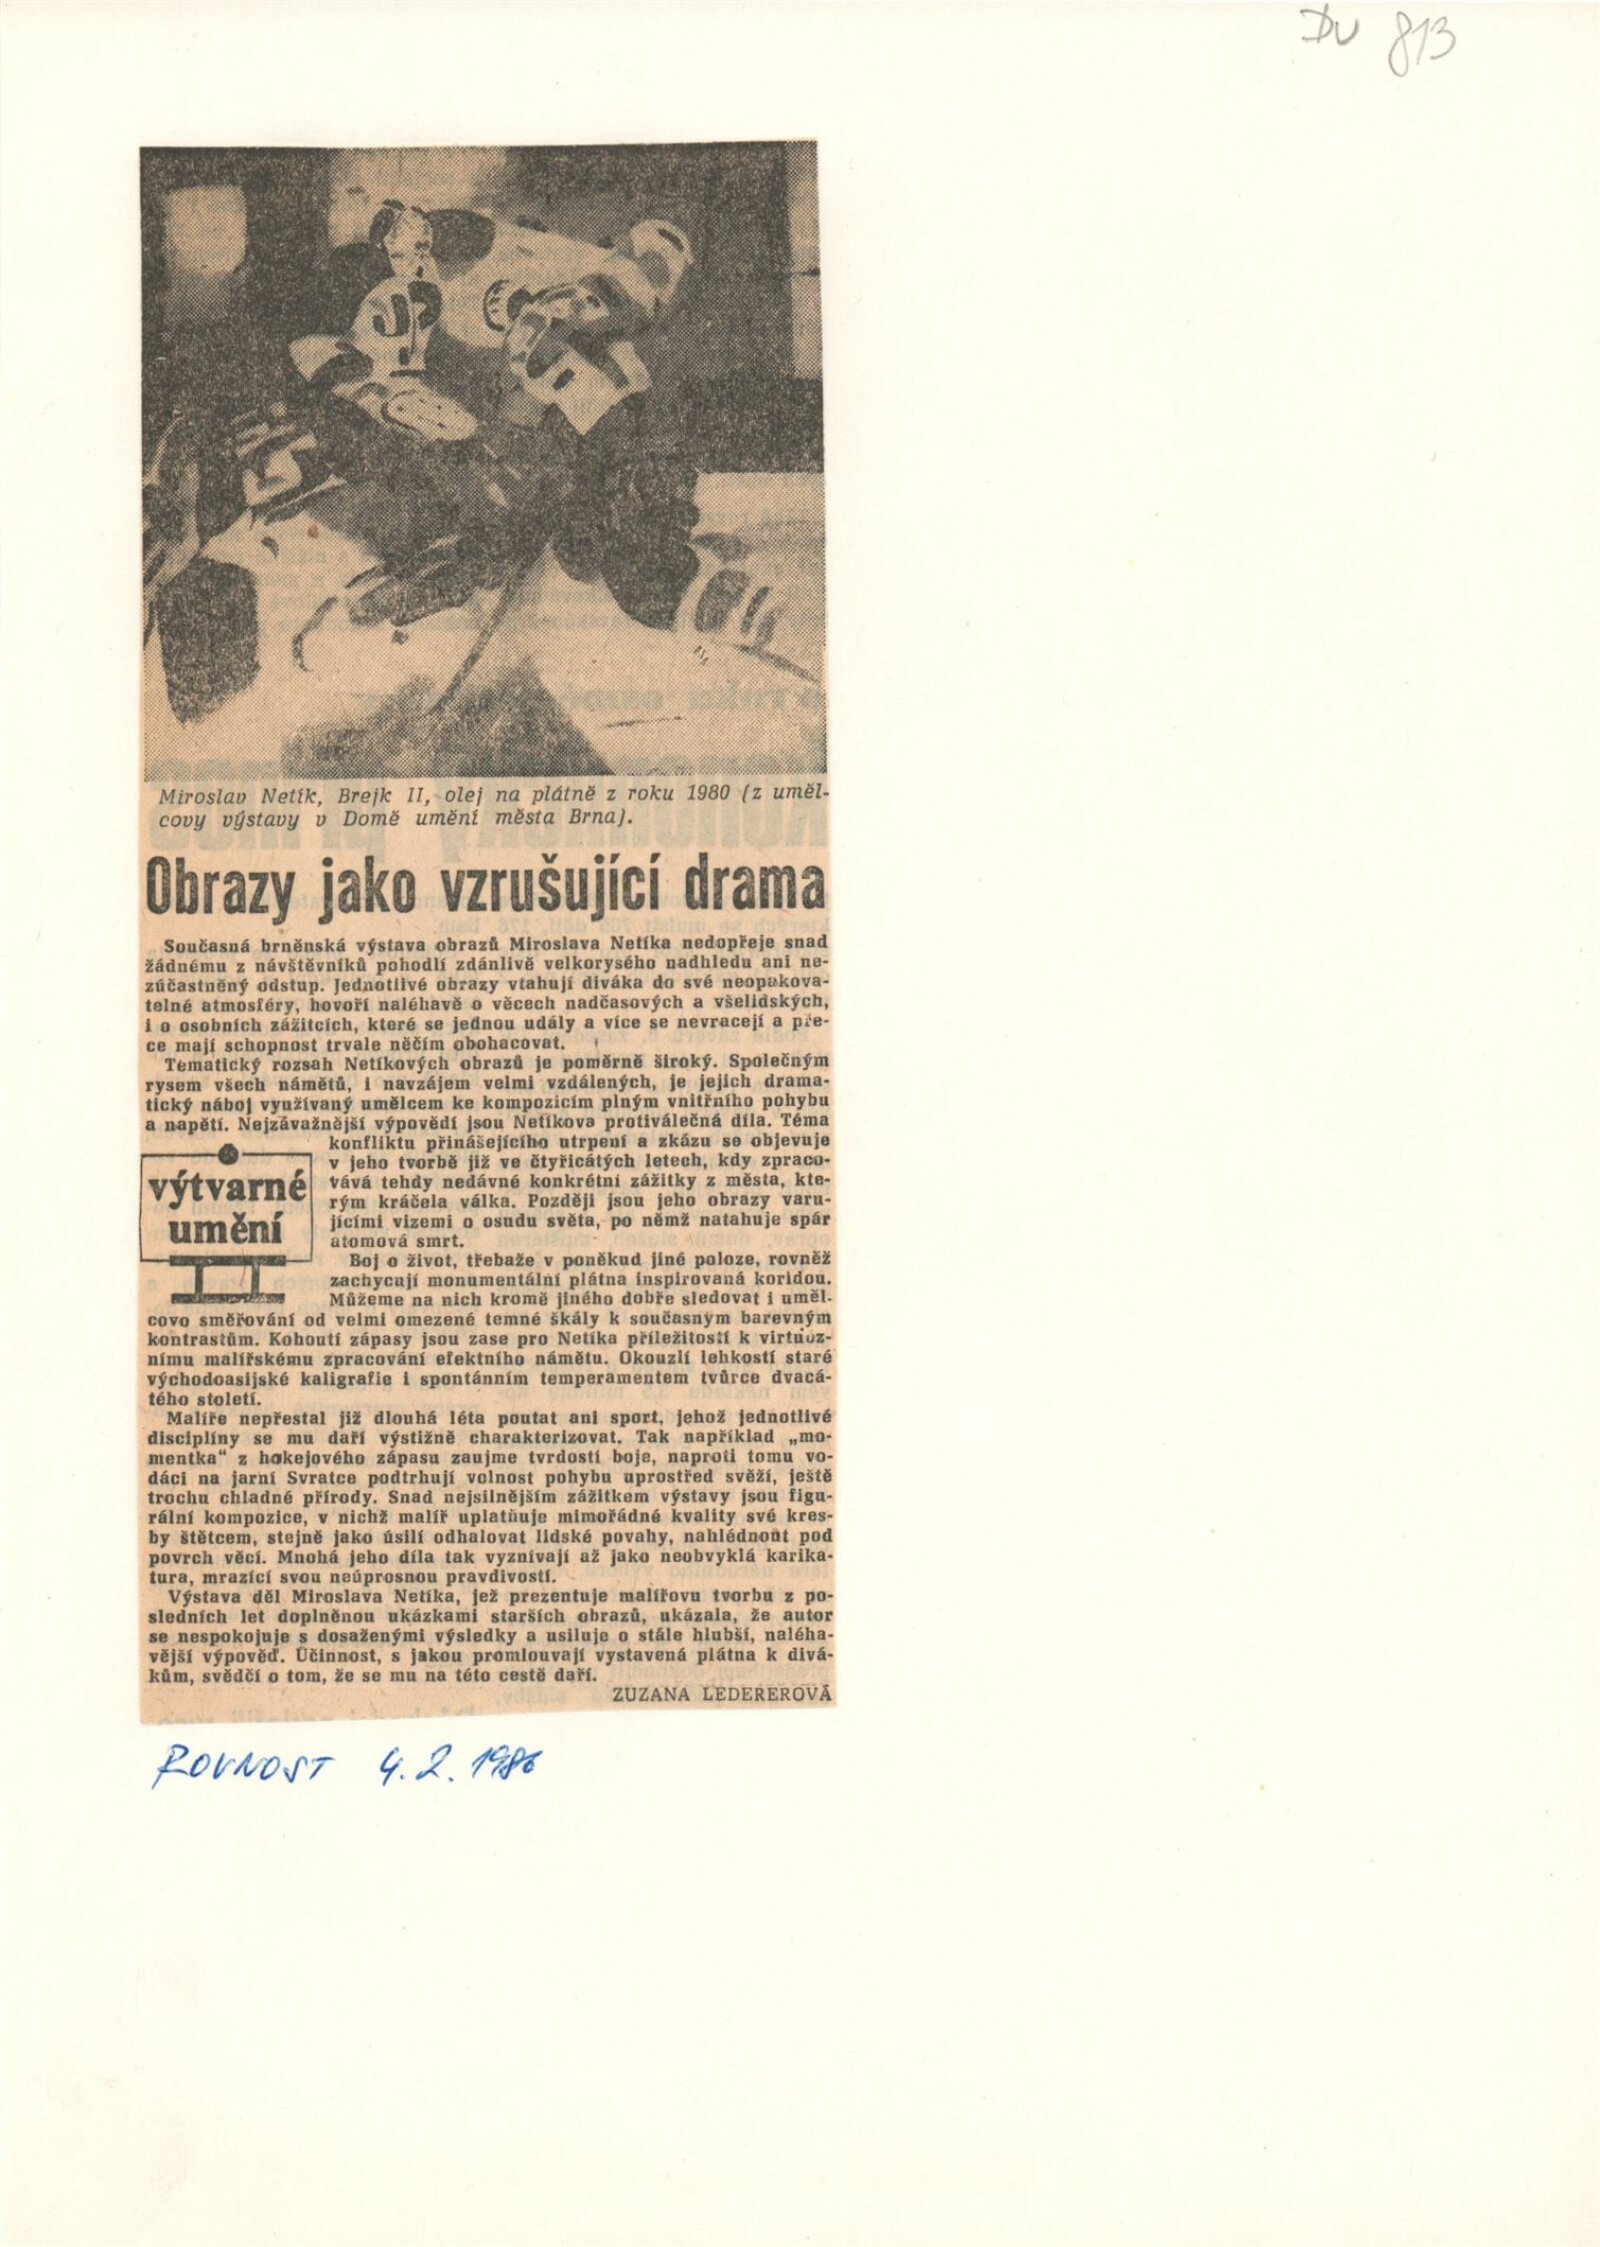 DU 813
Miroslav Netík, Brejk II, olej na plátně z roku 1980 (z uměl-
covy výstavy v Domě umění města Brna).
Obrazy jako vzrušující drama
Současná brněnská výstava obrazů Miroslava Netíka nedopřeje snad
žádnému z návštěvníků pohodlí zdánlivě velkorysého nadhledu ani ne-
zúčastněný odstup. Jednotlivé obrazy vtahují diváka do své neopakova-
telné atmosféry, hovoří naléhavě o věcech nadčasových a všelidských,
i o osobních zážitcích, které se jednou udály a více se nevracejí a pře-
ce mají schopnost trvale něčím obohacovat.
Tematický rozsah Netíkových obrazů je poměrně široký. Společným
rysem všech námětů, i navzájem velmi vzdálených, je jejich drama-
tický náboj využívaný umělcem ke kompozicím plným vnitřního pohybu
a napětí. Nejzávažnější výpovědí jsou Netíkova protiválečná díla. Téma
konfliktu přinášejícího utrpení a zkázu se objevuje
v jeho tvorbě již ve čtyřicátých letech, kdy zpraco-
vává tehdy nedávné konkrétní zážitky z města, kte-
rým kráčela válka. Později jsou jeho obrazy varu-
jícími vizemi o osudu světa, po němž natahuje spár
atomová smrt.
výtvarné
umění
Boj o život, třebaže v poněkud jiné poloze, rovněž
zachycují monumentální plátna inspirovaná koridou.
Můžeme na nich kromě jiného dobře sledovat i uměl-
covo směřování od velmi omezené temné škály k současným barevným
kontrastům. Kohoutí zápasy jsou zase pro Netíka příležitostí k virtuóz-
nímu malířskému zpracování efektního námětu. Okouzlí lehkostí staré
východoasijské kaligrafie i spontánním temperamentem tvůrce dvacá-
tého století.
Malíře nepřestal již dlouhá léta poutat ani sport, jehož jednotlivé
disciplíny se mu daří výstižně charakterizovat. Tak například „mo-
mentka“ z hokejového zápasu zaujme tvrdostí boje, naproti tomu vo-
dáci na jarní Svratce podtrhují volnost pohybu uprostřed svěží, ještě
trochu chladné přírody. Snad nejsilnějším zážitkem výstavy jsou figu-
rální kompozice, v nichž malíř uplatňuje mimořádné kvality své kres-
by štětcem, stejně jako úsilí odhalovat lidské povahy, nahlédnout pod
povrch věcí. Mnohá jeho díla tak vyznívají až jako neobvyklá karika-
tura, mrazící svou neúprosnou pravdivostí.
Výstava děl Miroslava Netíka, jež prezentuje malířovu tvorbu z po-
sledních let doplněnou ukázkami starších obrazů, ukázala, že autor
se nespokojuje s dosaženými výsledky a usiluje o stále hlubší, naléha-
vější výpověď. Účinnost, s jakou promlouvají vystavená plátna k divá-
kům, svědčí o tom, že se mu na této cestě daří.
ZUZANA LEDEREROVÁ
ROVNOST 4. 2. 1986